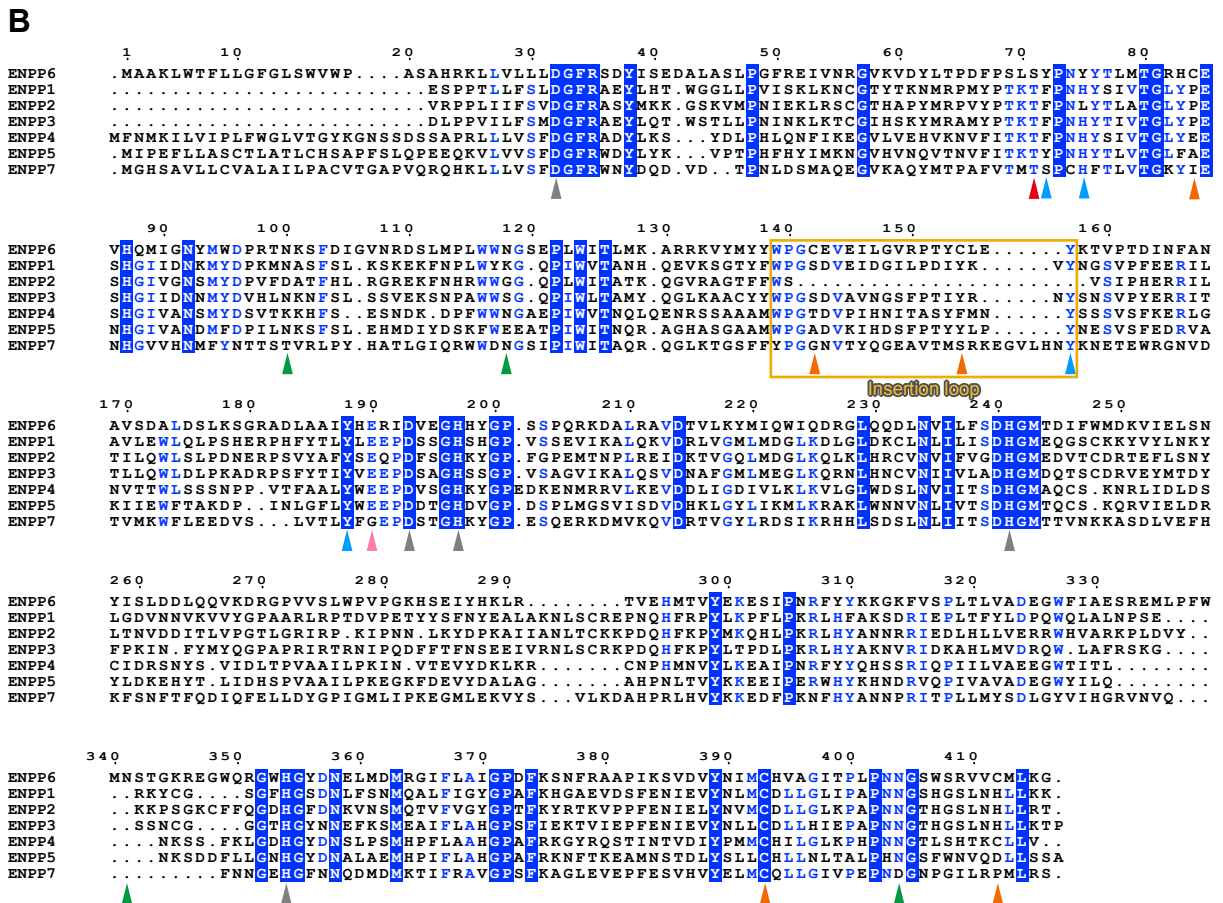 B
1 10 20 30 40 50 60 70 80
ENPP6 .MAAKLWTFLLGFGLSWVWP....ASAHRKLLVLLLDGFRSDYISEDALASLPGFREIVNRGVKVDYLTPDFPSLSYPNYYTLMTGRHCE
ENPP1 ..........................ESPPTLLFSLDGFRAEYLHT.WGGLLPVISKLKNCGTYTKNMRPMYPTKTFPNHYSIVTGLYPE
ENPP2 ..........................VRPPLIIFSVDGFRASYMKK.GSKVMPNIEKLRSCGTHAPYMRPVYPTKTFPNLYTLATGLYPE
ENPP3 ..........................DLPPVILFSMDGFRAEYLQT.WSTLLPNINKLKTCGIHSKYMRAMYPTKTFPNHYTIVTGLYPE
ENPP4 MFNMKILVIPLFWGLVTGYKGNSSDSSAPRLLLVSFDGFRADYLKS...YDLPHLQNFIKEGVLVEHVKNVFITKTFPNHYSIVTGLYEE
ENPP5 .MIPEFLLASCTLATLCHSAPFSLQPEEQKVLVVSFDGFRWDYLYK...VPTPHFHYIMKNGVHVNQVTNVFITKTYPNHYTLVTGLFAE
ENPP7 .MGHSAVLLCVALAILPACVTGAPVQRQHKLLLVSFDGFRWNYDQD.VD..TPNLDSMAQEGVKAQYMTPAFVTMTSPCHFTLVTGKYIE
90 100 110 120 130 140 150 160
ENPP6 VHQMIGNYMWDPRTNKSFDIGVNRDSLMPLWWNGSEPLWITLMK.ARRKVYMYYWPGCEVEILGVRPTYCLE......YKTVPTDINFAN
ENPP1 SHGIIDNKMYDPKMNASFSL.KSKEKFNPLWYKG.QPIWVTANH.QEVKSGTYFWPGSDVEIDGILPDIYK......VYNGSVPFEERIL
ENPP2 SHGIVGNSMYDPVFDATFHL.RGREKFNHRWWGG.QPLWITATK.QGVRAGTFFWS........................VSIPHERRIL
ENPP3 SHGIIDNNMYDVHLNKNFSL.SSVEKSNPAWWHG.QPMWLTAMY.QGLKAACYYWPGSDVAVNGSFPTIYR......NYSNSVPYERRIT
ENPP4 SHGIVANSMYDSVTKKHFS..ESNDK.DPFWWNGAEPIWVTNQLQENRSSAAAMWPGTDVPIHNITASYFMN......YSSSVSFKERLG
ENPP5 NHGIVANDMFDPILNKSFSL.EHMDIYDSKFWEEATPIWITNQR.AGHASGAAMWPGADVKIHDSFPTYYLP......YNESVSFEDRVA
ENPP7 NHGVVHNMFYNTTSTVRLPY.HATLGIQRWWDNGSIPIWITAQR.QGLKTGSFFYPGGNVTYQGEAVTMSRKEGVLHNYKNETEWRGNVD
Insertion loop
170 180 190 200 210 220 230 240 250
ENPP6 AVSDALDSLKSGRADLAAIYHERIDVEGHHYGP.SSPQRKDALRAVDTVLKYMIQWIQDRGLQQDLNVILFSDHGMTDIFWMDKVIELSN
ENPP1 AVLEWLQLPSHERPHFYTLYLEEPDSSGHSHGP.VSSEVIKALQKVDRLVGMLMDGLKDLGLDKCLNLILISDHGMEQGSCKKYVYLNKY
ENPP2 TILQWLSLPDNERPSVYAFYSEQPDFSGHKYGP.FGPEMTNPLREIDKTVGQLMDGLKQLKLHRCVNVIFVGDHGMEDVTCDRTEFLSNY
ENPP3 TLLQWLDLPKADRPSFYTIYVEEPDSAGHSSGP.VSAGVIKALQSVDNAFGMLMEGLKQRNLHNCVNIIVLADHGMDQTSCDRVEYMTDY
ENPP4 NVTTWLSSSNPP.VTFAALYWEEPDVSGHKYGPEDKENMRRVLKEVDDLIGDIVLKLKVLGLWDSLNVIITSDHGMAQCS.KNRLIDLDS
ENPP5 KIIEWFTAKDP..INLGFLYWEEPDDTGHDVGPDSPLMGSVISDVDHKLGYLIKMLKRAKLWNNVNLIVTSDHGMTQCS.KQRVIELDR
ENPP7 TVMKWFLEEDVS...LVTLYFGEPDSTGHKYGP.ESQERKDMVKQVDRTVGYLRDSIKRHHLSDSLNLIITSDHGMTTVNKKASDLVEFH
260 270 280 290 300 310 320 330
ENPP6 YISLDDLQQVKDRGPVVSLWPVPGKHSEIYHKLR........TVEHMTVYEKESIPNRFYYKKGKFVSPLTLVADEGWFIAESREMLPFW
ENPP1 LGDVNNVKVVYGPAARLRPTDVPETYYSFNYEALAKNLSCREPNQHFRPYLKPFLPKRLHFAKSDRIEPLTFYLDPQWQLALNPSE....
ENPP2 LTNVDDITLVPGTLGRIRP.KIPNN.LKYDPKAIIANLTCKKPDQHFKPYMKQHLPKRLHYANNRRIEDLHLLVERRWHVARKPLDVY..
ENPP3 FPKIN.FYMYQGPAPRIRTRNIPQDFFTFNSEEIVRNLSCRKPDQHFKPYLTPDLPKRLHYAKNVRIDKAHLMVDRQW.LAFRSKG....
ENPP4 CIDRSNYS.VIDLTPVAAILPKIN.VTEVYDKLKR.......CNPHMNVYLKEAIPNRFYYQHSSRIQPIILVAEEGWTITL........
ENPP5 YLDKEHYT.LIDHSPVAAILPKEGKFDEVYDALAG.......AHPNLTVYKKEEIPERWHYKHNDRVQPIVAVADEGWYILQ........
ENPP7 KFSNFTFQDIQFELLDYGPIGMLIPKEGMLEKVYS...VLKDAHPRLHVYKKEDFPKNFHYANNPRITPLLMYSDLGYVIHGRVNVQ...
340 350 360 370 380 390 400 410
ENPP6 MNSTGKREGWQRGWHGYDNELMDMRGIFLAIGPDFKSNFRAAPIKSVDVYNIMCHVAGITPLPNNGSWSRVVCMLKG.
ENPP1 ..RKYCG....SGFHGSDNLFSNMQALFIGYGPAFKHGAEVDSFENIEVYNLMCDLLGLIPAPNNGSHGSLNHLLKK.
ENPP2 ..KKPSGKCFFQGDHGFDNKVNSMQTVFVGYGPTFKYRTKVPPFENIELYNVMCDLLGLKPAPNNGTHGSLNHLLRT.
ENPP3 ..SSNCG....GGTHGYNNEFKSMEAIFLAHGPSFIEKTVIEPFENIEVYNLLCDLLHIEPAPNNGTHGSLNHLLKTP
ENPP4 ....NKSS.FKLGDHGYDNSLPSMHPFLAAHGPAFRKGYRQSTINTVDIYPMMCHILGLKPHPNNGTLSHTKCLLV..
ENPP5 ....NKSDDFLLGNHGYDNALAEMHPIFLAHGPAFRKNFTKEAMNSTDLYSLLCHLLNLTALPHNGSFWNVQDLLSSA
ENPP7 .........FNNGEHGFNNQDMDMKTIFRAVGPSFKAGLEVEPFESVHVYELMCQLLGIVPEPNDGNPGILRPMLRS.